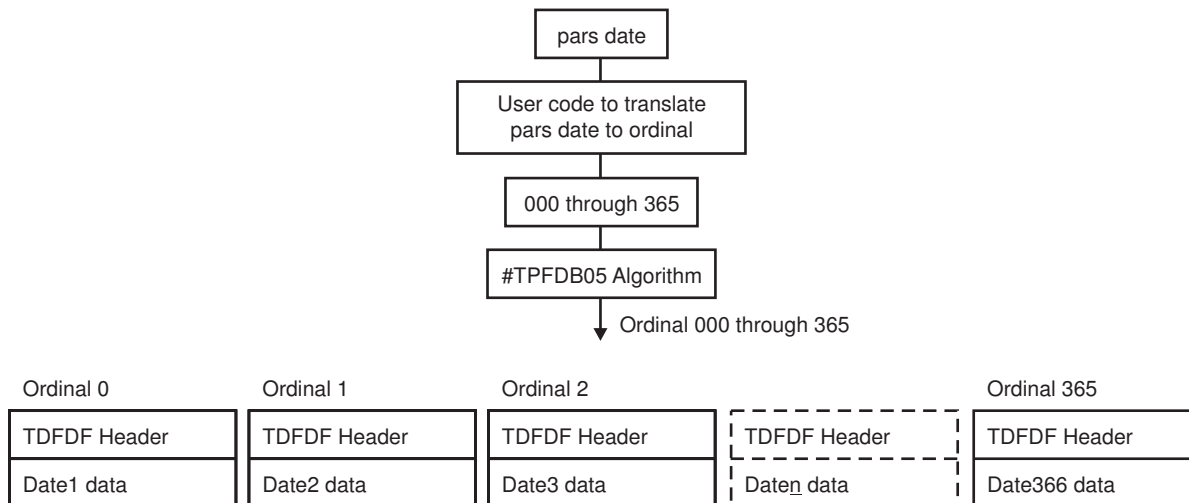 pars date
User code to translate
pars date to ordinal
000 through 365
#TPFDB05 Algorithm
Ordinal 000 through 365
Ordinal 0
Ordinal 1
Ordinal 2
Ordinal 365
TDFDF Header
TDFDF Header
TDFDF Header
TDFDF Header
TDFDF Header
Date1 data
Date2 data
Date3 data
Daten data
Date366 data